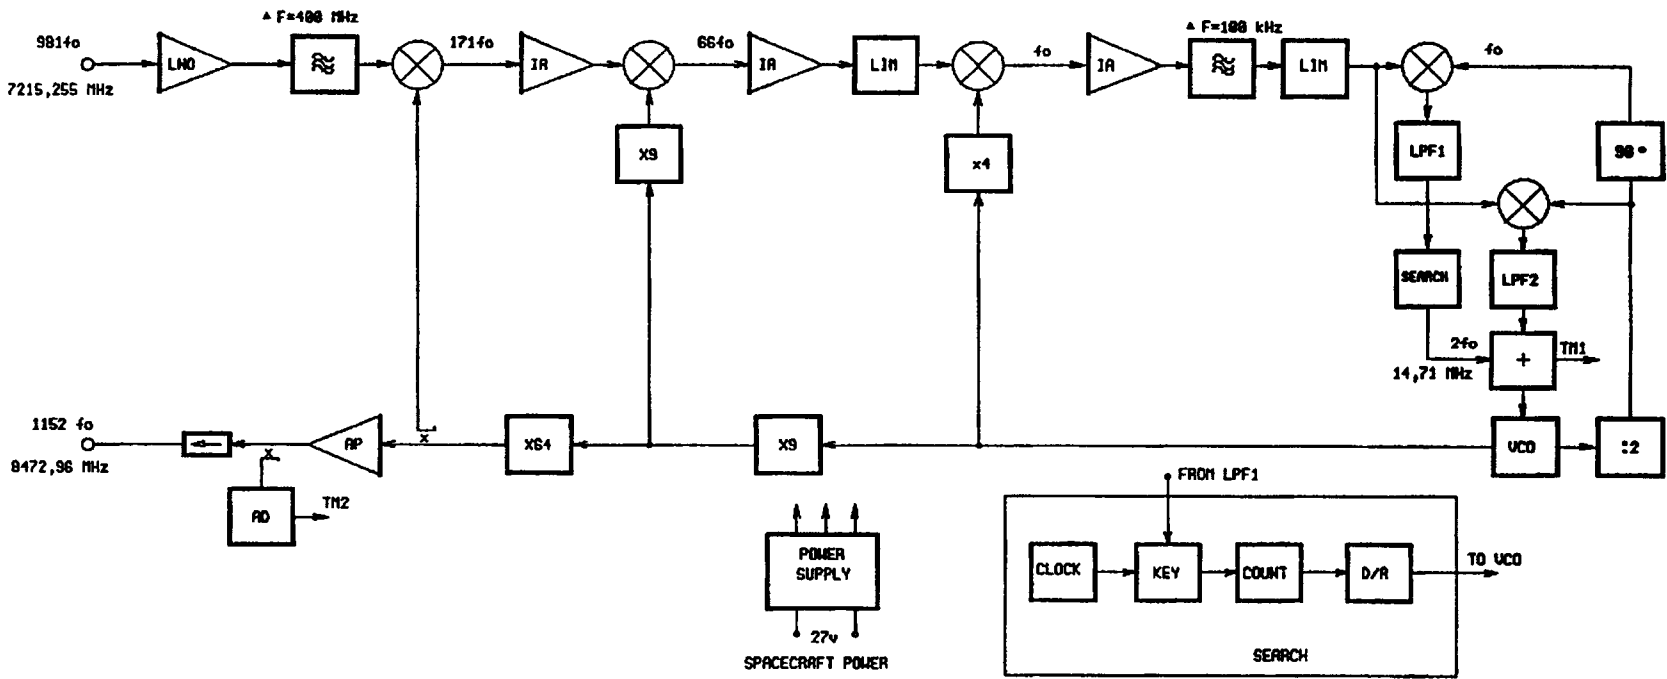 981fo
7215,255 MHz
LNO
▲ F=400 MHz
171fo
IA
66fo
IA
LIM
fo
IA
▲ F=100 kHz
LIM
fo
X9
x4
LPF1
90°
SEARCH
LPF2
2fo
14,71 MHz
+
TM1
1152 fo
8472,96 MHz
AP
x
x
X64
X9
VCO
:2
AD
TM2
POWER
SUPPLY
27v
SPACECRAFT POWER
FROM LPF1
CLOCK
KEY
COUNT
D/A
TO VCO
SEARCH